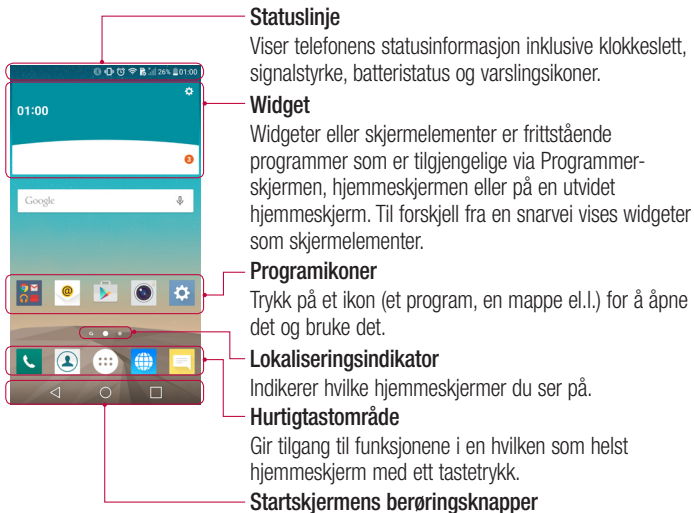 Statuslinje
Viser telefonens statusinformasjon inklusive klokkeslett,
signalstyrke, batteristatus og varslingsikoner.
26% 01:00
Widget
01:00
3
Widgeter eller skjermelementer er frittstående
programmer som er tilgjengelige via Programmer-
skjermen, hjemmeskjermen eller på en utvidet
hjemmeskjerm. Til forskjell fra en snarvei vises widgeter
som skjermelementer.
Google
Programikoner
Trykk på et ikon (et program, en mappe el.l.) for å åpne
det og bruke det.
@
G
Lokaliseringsindikator
Indikerer hvilke hjemmeskjermer du ser på.
Hurtigtastområde
Gir tilgang til funksjonene i en hvilken som helst
hjemmeskjerm med ett tastetrykk.
Startskjermens berøringsknapper